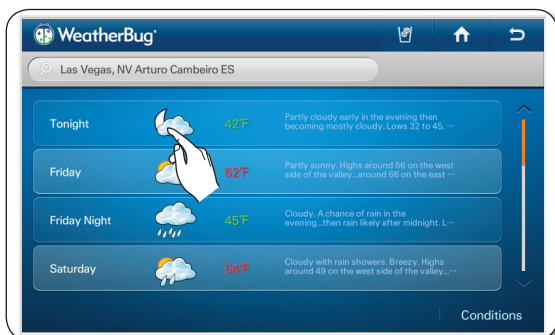 WeatherBug®
Las Vegas, NV Arturo Cambeiro ES
Tonight
42°F
Partly cloudy early in the evening then
becoming mostly cloudy. Lows 32 to 45. ...
Friday
62°F
Partly sunny. Highs around 56 on the west
side of the valley...around 66 on the east ...
Friday Night
45°F
Cloudy. A chance of rain in the
evening...then rain likely after midnight. L...
Saturday
54°F
Cloudy with rain showers. Breezy. Highs
around 49 on the west side of the valley...…
Conditions